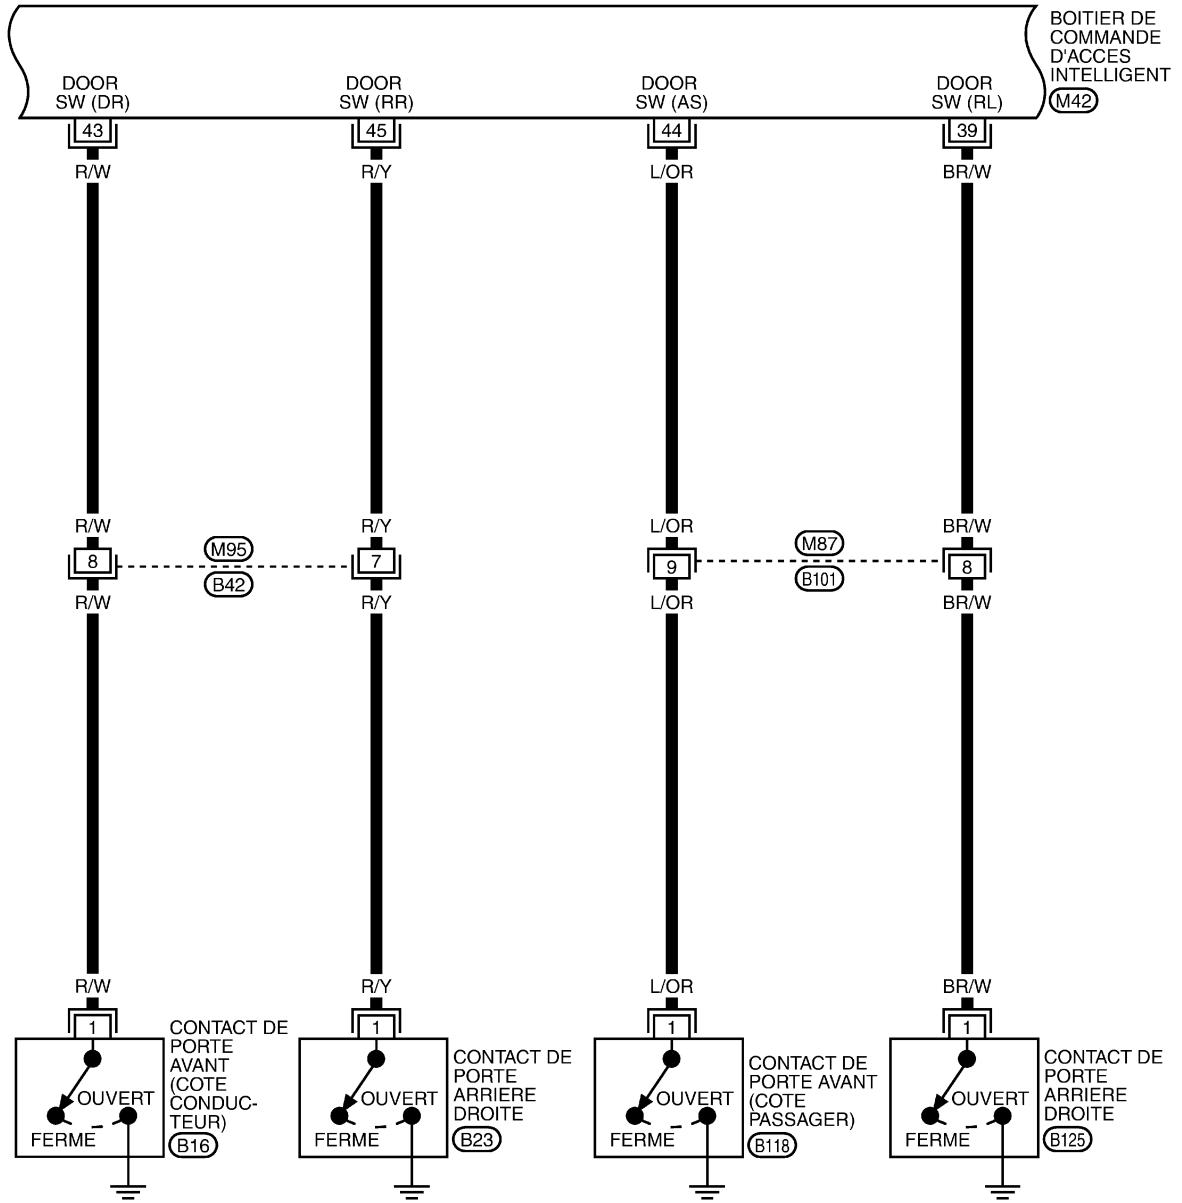 BOITIER DE
COMMANDE
D'ACCES
INTELLIGENT
M42
DOOR
SW (DR)
DOOR
SW (RR)
DOOR
SW (AS)
DOOR
SW (RL)
43
45
44
39
R/W
R/Y
L/OR
BR/W
R/W
R/Y
L/OR
BR/W
8
M95
B42
7
9
M87
B101
8
R/W
R/Y
L/OR
BR/W
R/W
R/Y
L/OR
BR/W
1
1
1
1
OUVERT
FERME
CONTACT DE
PORTE
AVANT
(COTE
CONDUC-
TEUR)
B16
OUVERT
FERME
CONTACT DE
PORTE
ARRIERE
DROITE
B23
OUVERT
FERME
CONTACT DE
PORTE AVANT
(COTE
PASSAGER)
B118
OUVERT
FERME
CONTACT DE
PORTE
ARRIERE
DROITE
B125